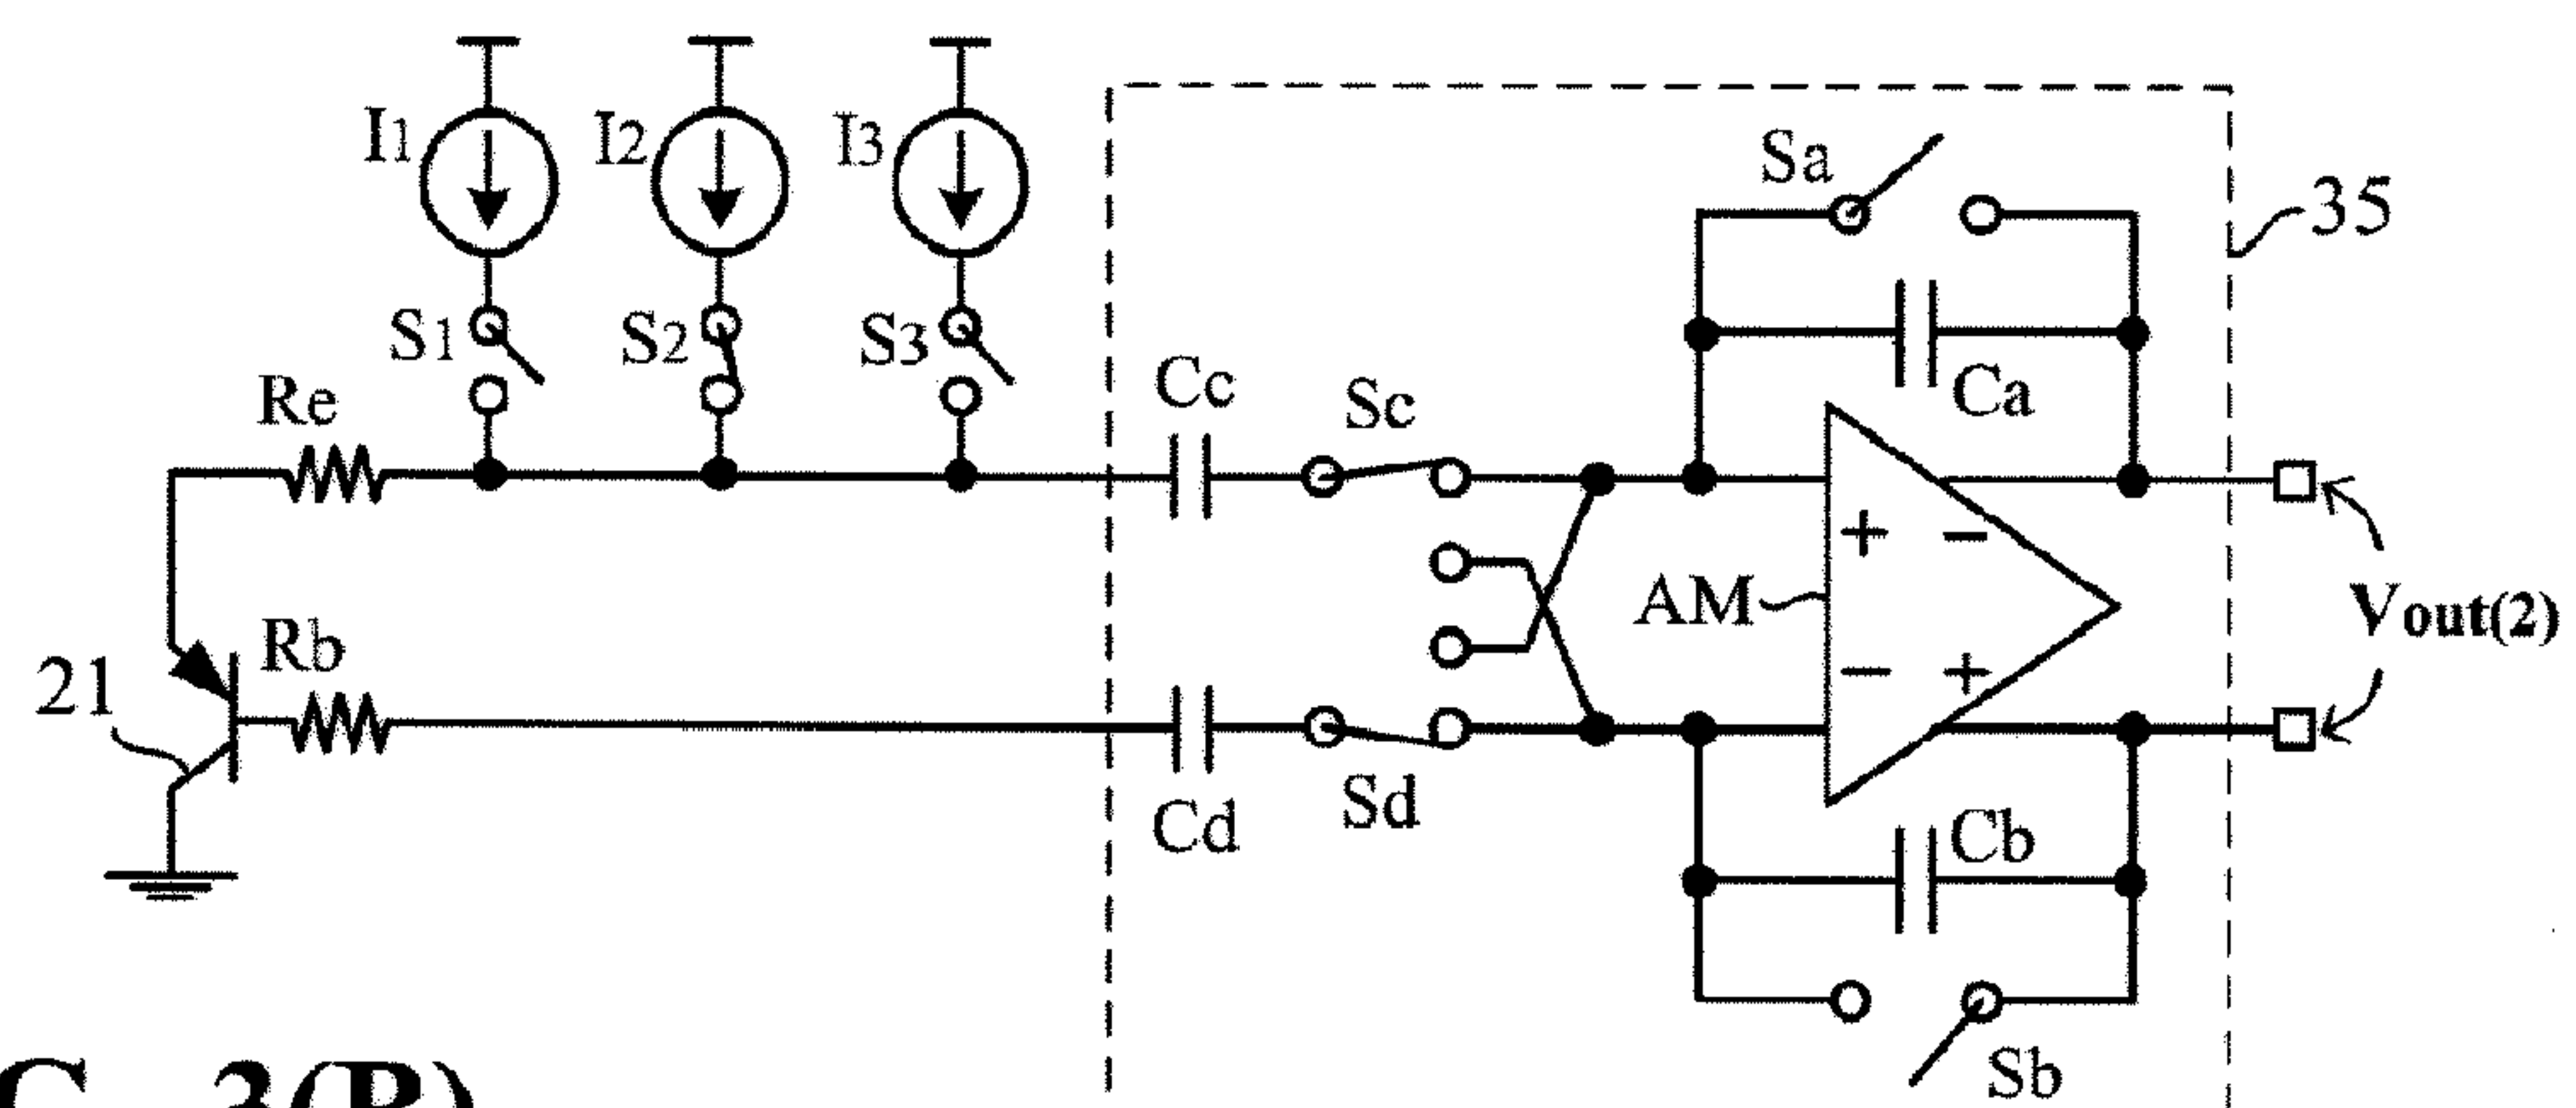 I1
I2
I3
Sa
35
S1
S2
S3
Re
Cc
Sc
Ca
+
−
AM
Vout(2)
21
Rb
−
+
Cd
Sd
Cb
Sb
3(B)